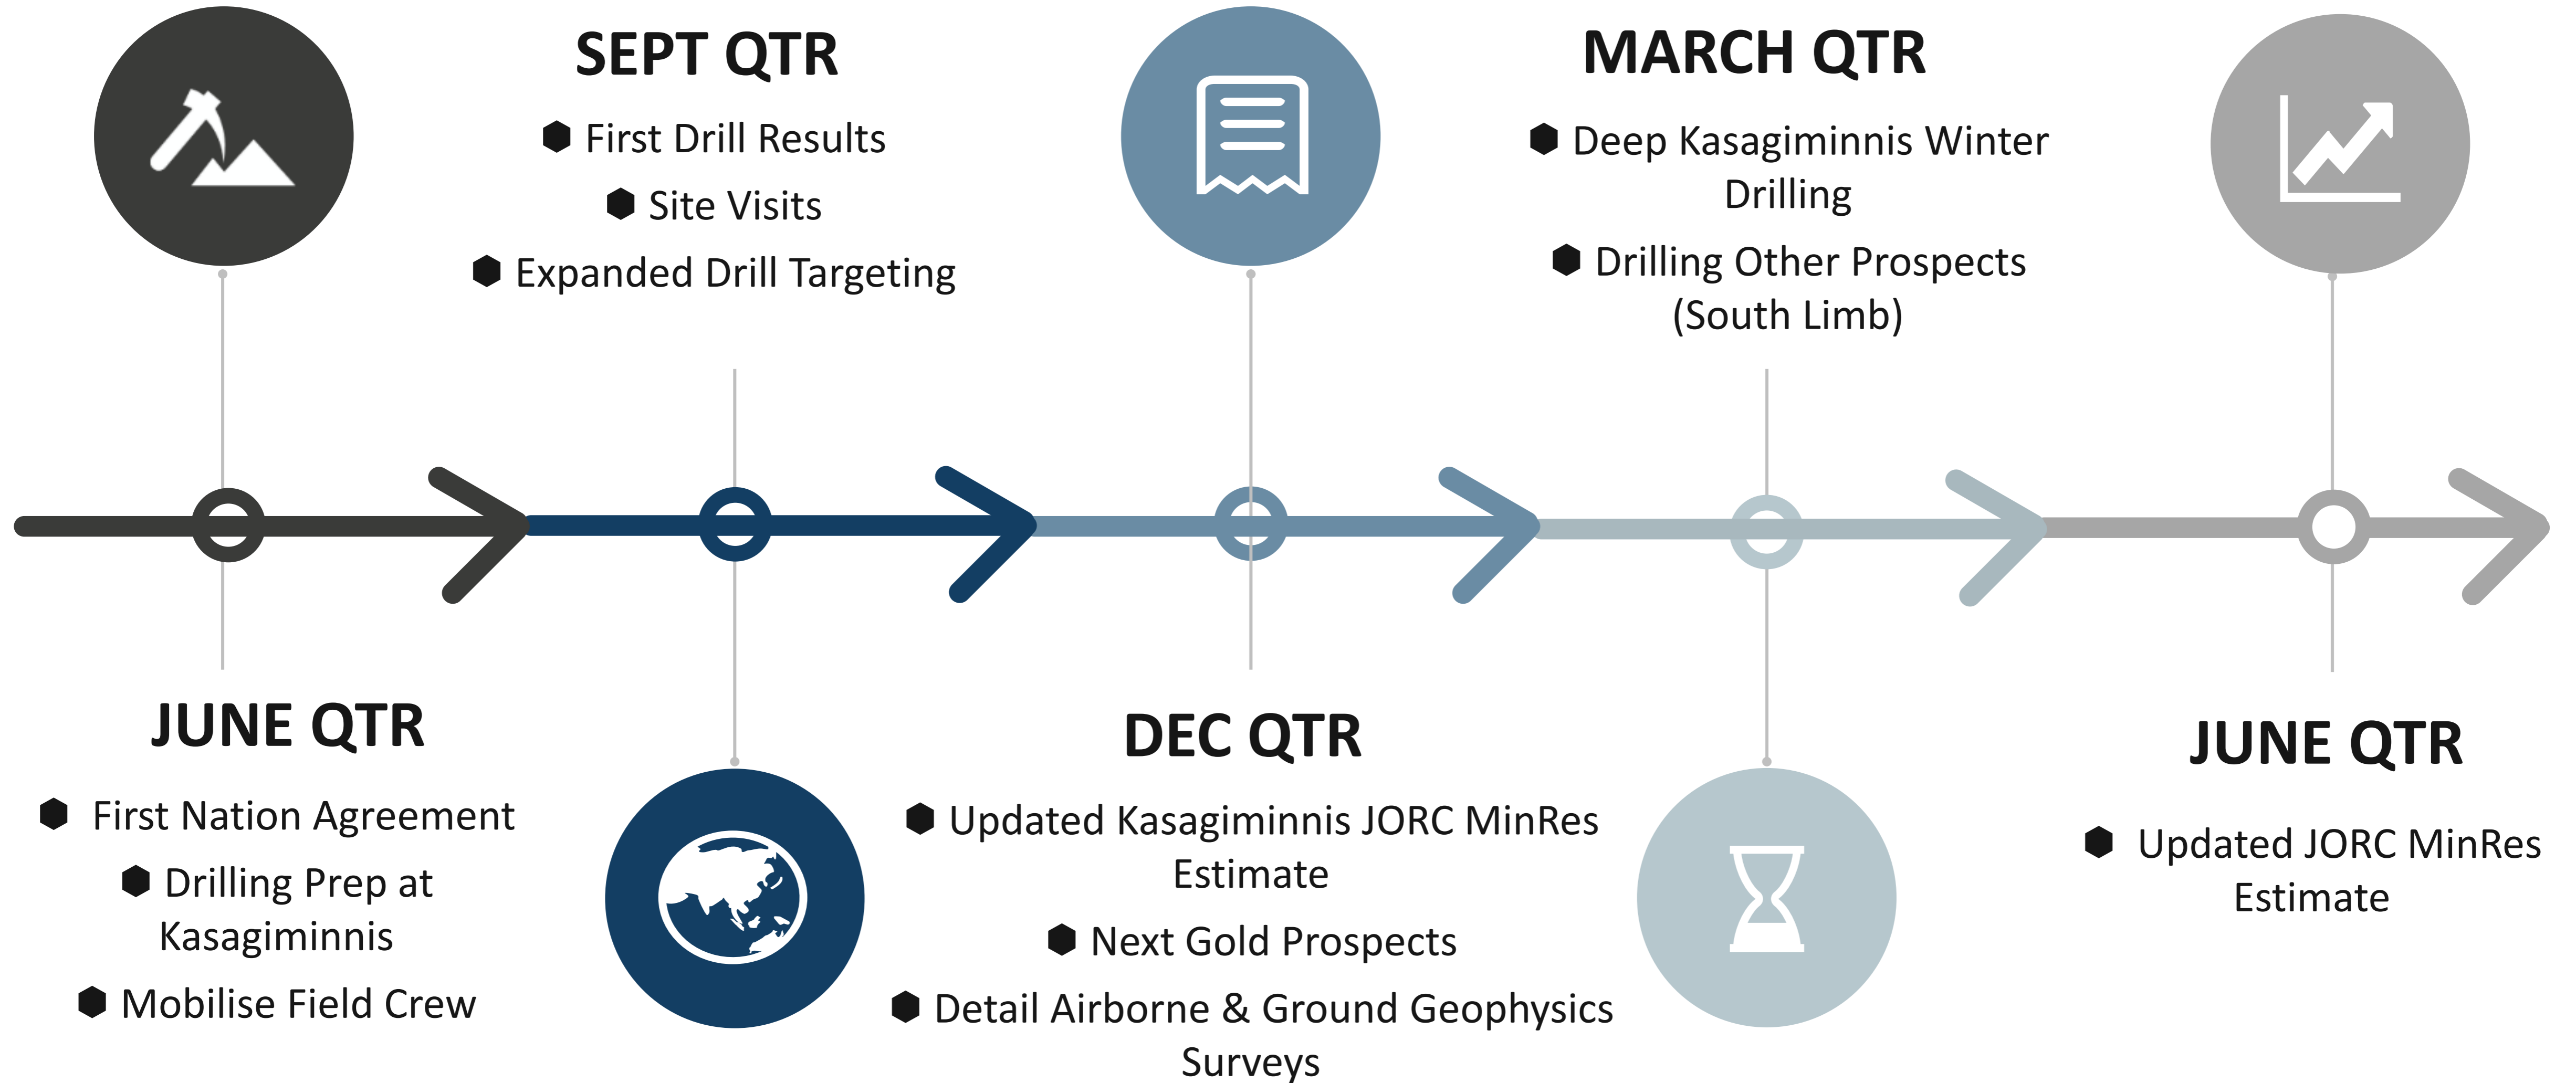 SEPT QTR
⬢ First Drill Results
⬢ Site Visits
⬢ Expanded Drill Targeting
MARCH QTR
⬢ Deep Kasagiminnis Winter
Drilling
⬢ Drilling Other Prospects
(South Limb)
JUNE QTR
⬢ First Nation Agreement
⬢ Drilling Prep at
Kasagiminnis
⬢ Mobilise Field Crew
DEC QTR
⬢ Updated Kasagiminnis JORC MinRes
Estimate
⬢ Next Gold Prospects
⬢ Detail Airborne & Ground Geophysics
Surveys
JUNE QTR
⬢ Updated JORC MinRes
Estimate